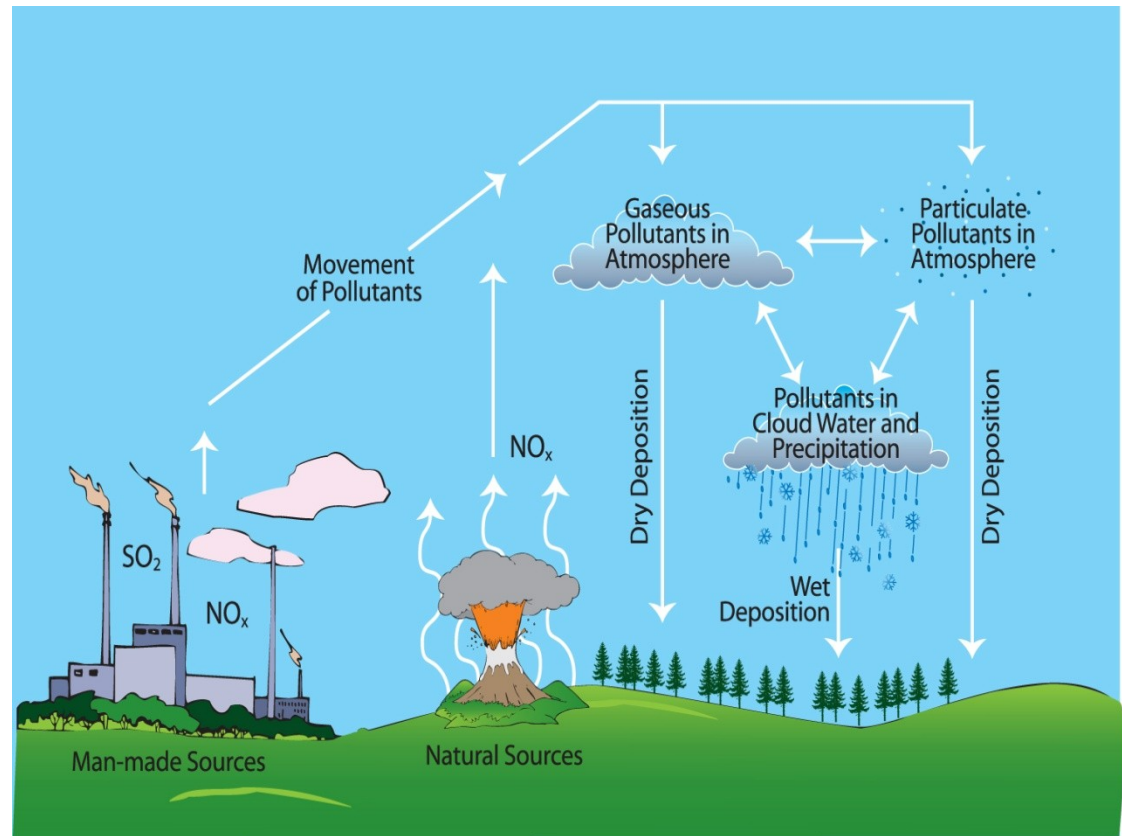 Gaseous
Pollutants in
Atmosphere
Particulate
Pollutants in
Atmosphere
Movement
of Pollutants
Dry Deposition
Pollutants in
Cloud Water and
Precipitation
Dry Deposition
NOₓ
SO₂
NOₓ
Wet
Deposition
Man-made Sources
Natural Sources